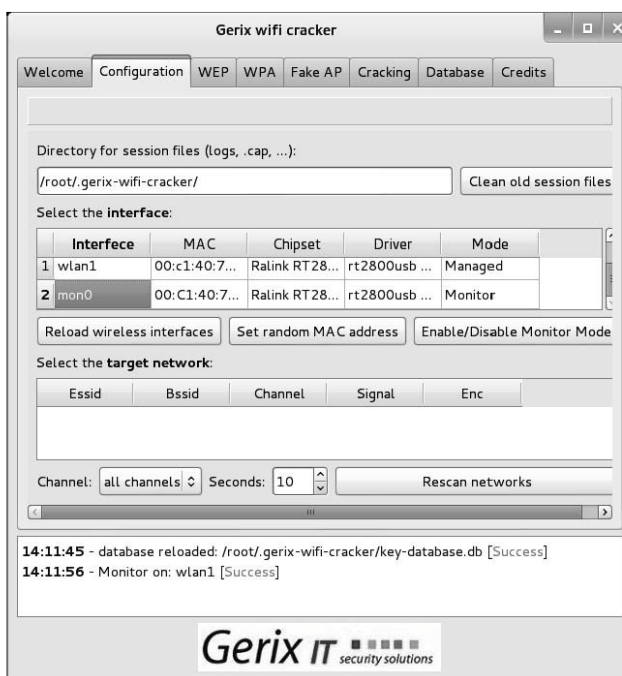 Gerix wifi cracker
Welcome Configuration WEP WPA Fake AP Cracking Database Credits
Directory for session files (logs, .cap, ...):
/root/.gerix-wifi-cracker/ Clean old session files
Select the interface:
Interfece MAC Chipset Driver Mode
1 wlan1 00:c1:40:7... Ralink RT28... rt2800usb ... Managed
2 mon0 00:C1:40:7... Ralink RT28... rt2800usb ... Monitor
Reload wireless interfaces Set random MAC address Enable/Disable Monitor Mode
Select the target network:
Essid Bssid Channel Signal Enc
Channel: all channels Seconds: 10 Rescan networks
14:11:45 - database reloaded: /root/.gerix-wifi-cracker/key-database.db [Success]
14:11:56 - Monitor on: wlan1 [Success]
Gerix IT security solutions